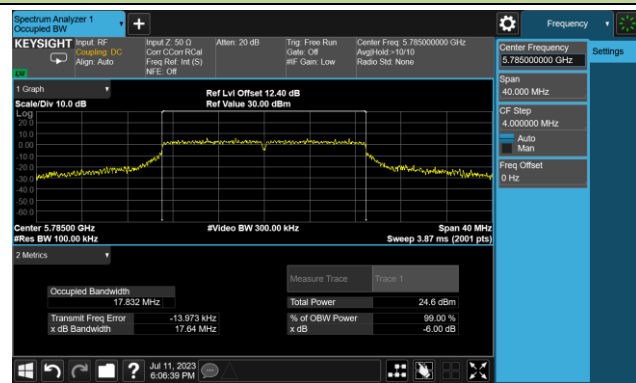 Spectrum Analyzer 1
Occupied BW
Frequency
KEYSIGHT
Input: RF
Coupling: DC
Align: Auto
Input Z: 50 Ω
Corr CCorr RCal
Freq Ref: Int (S)
NFE: Off
Atten: 20 dB
Trig: Free Run
Gate: Off
#IF Gain: Low
Center Freq: 5.785000000 GHz
Avg|Hold:>10/10
Radio Std: None
Center Frequency
5.785000000 GHz
Settings
Span
40.000 MHz
CF Step
4.000000 MHz
Auto
Man
Freq Offset
0 Hz
1 Graph
Scale/Div 10.0 dB
Ref Lvl Offset 12.40 dB
Ref Value 30.00 dBm
Log
20.0
10.0
0.00
-10.0
-20.0
-30.0
-40.0
-50.0
-60.0
Center 5.78500 GHz
#Res BW 100.00 kHz
#Video BW 300.00 kHz
Span 40 MHz
Sweep 3.87 ms (2001 pts)
2 Metrics
Measure Trace
Trace 1
Occupied Bandwidth
17.832 MHz
Total Power
24.6 dBm
Transmit Freq Error
-13.973 kHz
% of OBW Power
99.00 %
x dB Bandwidth
17.64 MHz
x dB
-6.00 dB
?
Jul 11, 2023
6:06:39 PM